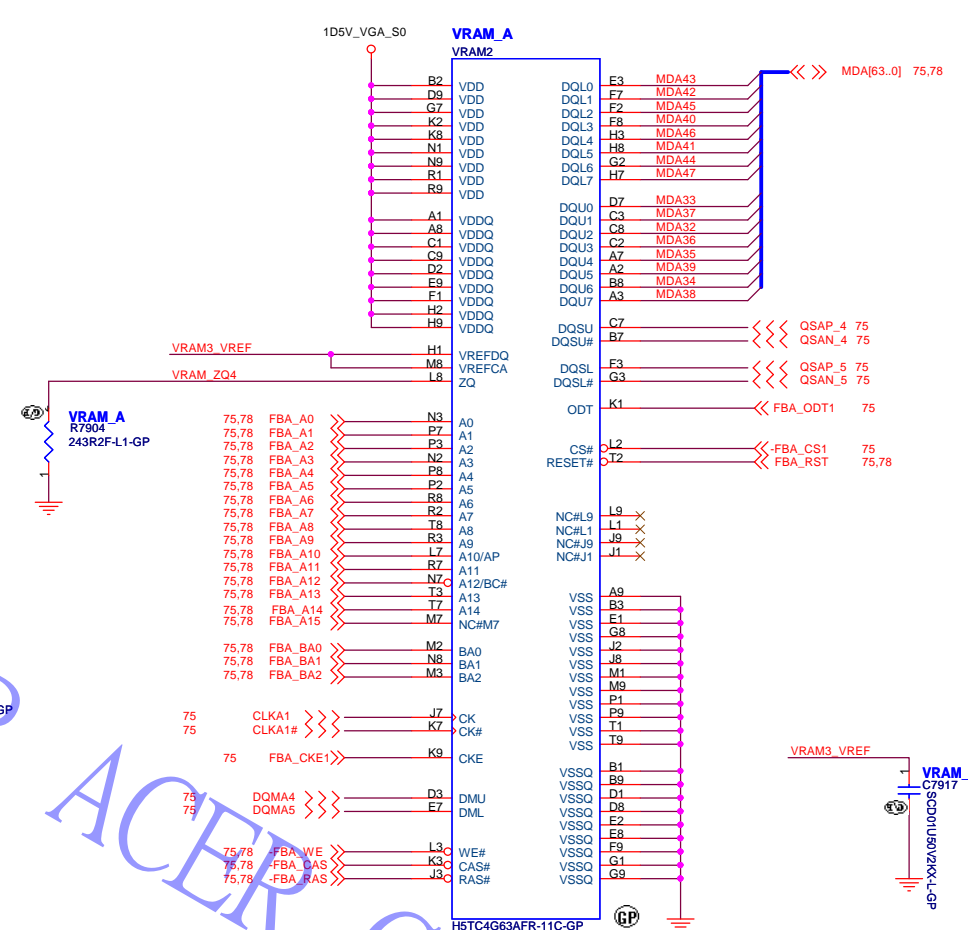 1D5V_VGA_S0
VRAM_A
VRAM2
B2 VDD
D9 VDD
G7 VDD
K2 VDD
K8 VDD
N1 VDD
N9 VDD
R1 VDD
R9 VDD
A1 VDDQ
A8 VDDQ
C1 VDDQ
C9 VDDQ
D2 VDDQ
E9 VDDQ
F1 VDDQ
H2 VDDQ
H9 VDDQ
VRAM3_VREF H1 VREFDQ
M8 VREFCA
VRAM_ZQ4 L8 ZQ
VRAM_A
R7904
243R2F-L1-GP
1
75,78 FBA_A0 N3 A0
75,78 FBA_A1 P7 A1
75,78 FBA_A2 P3 A2
75,78 FBA_A3 N2 A3
75,78 FBA_A4 P8 A4
75,78 FBA_A5 P2 A5
75,78 FBA_A6 R8 A6
75,78 FBA_A7 R2 A7
75,78 FBA_A8 T8 A8
75,78 FBA_A9 R3 A9
75,78 FBA_A10 L7 A10/AP
75,78 FBA_A11 R7 A11
75,78 FBA_A12 N7 A12/BC#
75,78 FBA_A13 T3 A13
75,78 FBA_A14 T7 A14
75,78 FBA_A15 M7 NC#M7
75,78 FBA_BA0 M2 BA0
75,78 FBA_BA1 N8 BA1
75,78 FBA_BA2 M3 BA2
75 CLKA1 J7 CK
75 CLKA1# K7 CK#
75 FBA_CKE1 K9 CKE
75 DQMA4 D3 DMU
75 DQMA5 E7 DML
75,78 -FBA_WE L3 WE#
75,78 -FBA_CAS K3 CAS#
75,78 -FBA_RAS J3 RAS#
DQL0 E3 MDA43
DQL1 F7 MDA42
DQL2 F2 MDA45
DQL3 F8 MDA40
DQL4 H3 MDA46
DQL5 H8 MDA41
DQL6 G2 MDA44
DQL7 H7 MDA47
MDA[63..0] 75,78
DQU0 D7 MDA33
DQU1 C3 MDA37
DQU2 C8 MDA32
DQU3 C2 MDA36
DQU4 A7 MDA35
DQU5 A2 MDA39
DQU6 B8 MDA34
DQU7 A3 MDA38
DQSU C7 QSAP_4 75
DQSU# B7 QSAN_4 75
DQSL F3 QSAP_5 75
DQSL# G3 QSAN_5 75
ODT K1 FBA_ODT1 75
CS# L2 -FBA_CS1 75
RESET# T2 FBA_RST 75,78
NC#L9 L9
NC#L1 L1
NC#J9 J9
NC#J1 J1
VSS A9
VSS B3
VSS E1
VSS G8
VSS J2
VSS J8
VSS M1
VSS M9
VSS P1
VSS P9
VSS T1
VSS T9
VSSQ B1
VSSQ B9
VSSQ D1
VSSQ D8
VSSQ E2
VSSQ E8
VSSQ F9
VSSQ G1
VSSQ G9
H5TC4G63AFR-11C-GP
GP
VRAM3_VREF
1
VRAM_
C7917
SCD01U50V2KX-L-GP
GP
ACER